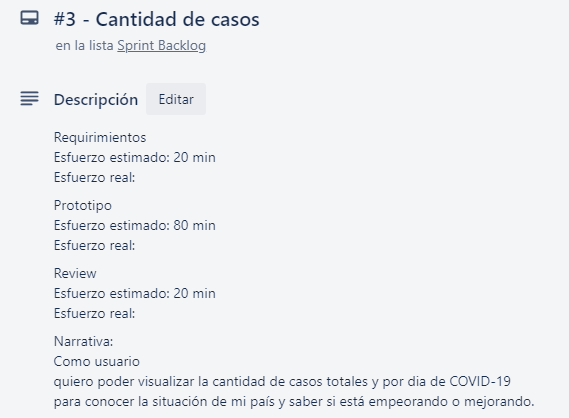 #3 - Cantidad de casos
en la lista Sprint Backlog
Descripción Editar
Requirimientos
Esfuerzo estimado: 20 min
Esfuerzo real:
Prototipo
Esfuerzo estimado: 80 min
Esfuerzo real:
Review
Esfuerzo estimado: 20 min
Esfuerzo real:
Narrativa:
Como usuario
quiero poder visualizar la cantidad de casos totales y por dia de COVID-19
para conocer la situación de mi país y saber si está empeorando o mejorando.